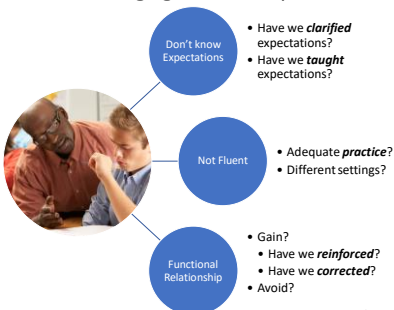 Don't know
Expectations
• Have we clarified
expectations?
• Have we taught
expectations?
Not Fluent
• Adequate practice?
• Different settings?
Functional
Relationship
• Gain?
• Have we reinforced?
• Have we corrected?
• Avoid?